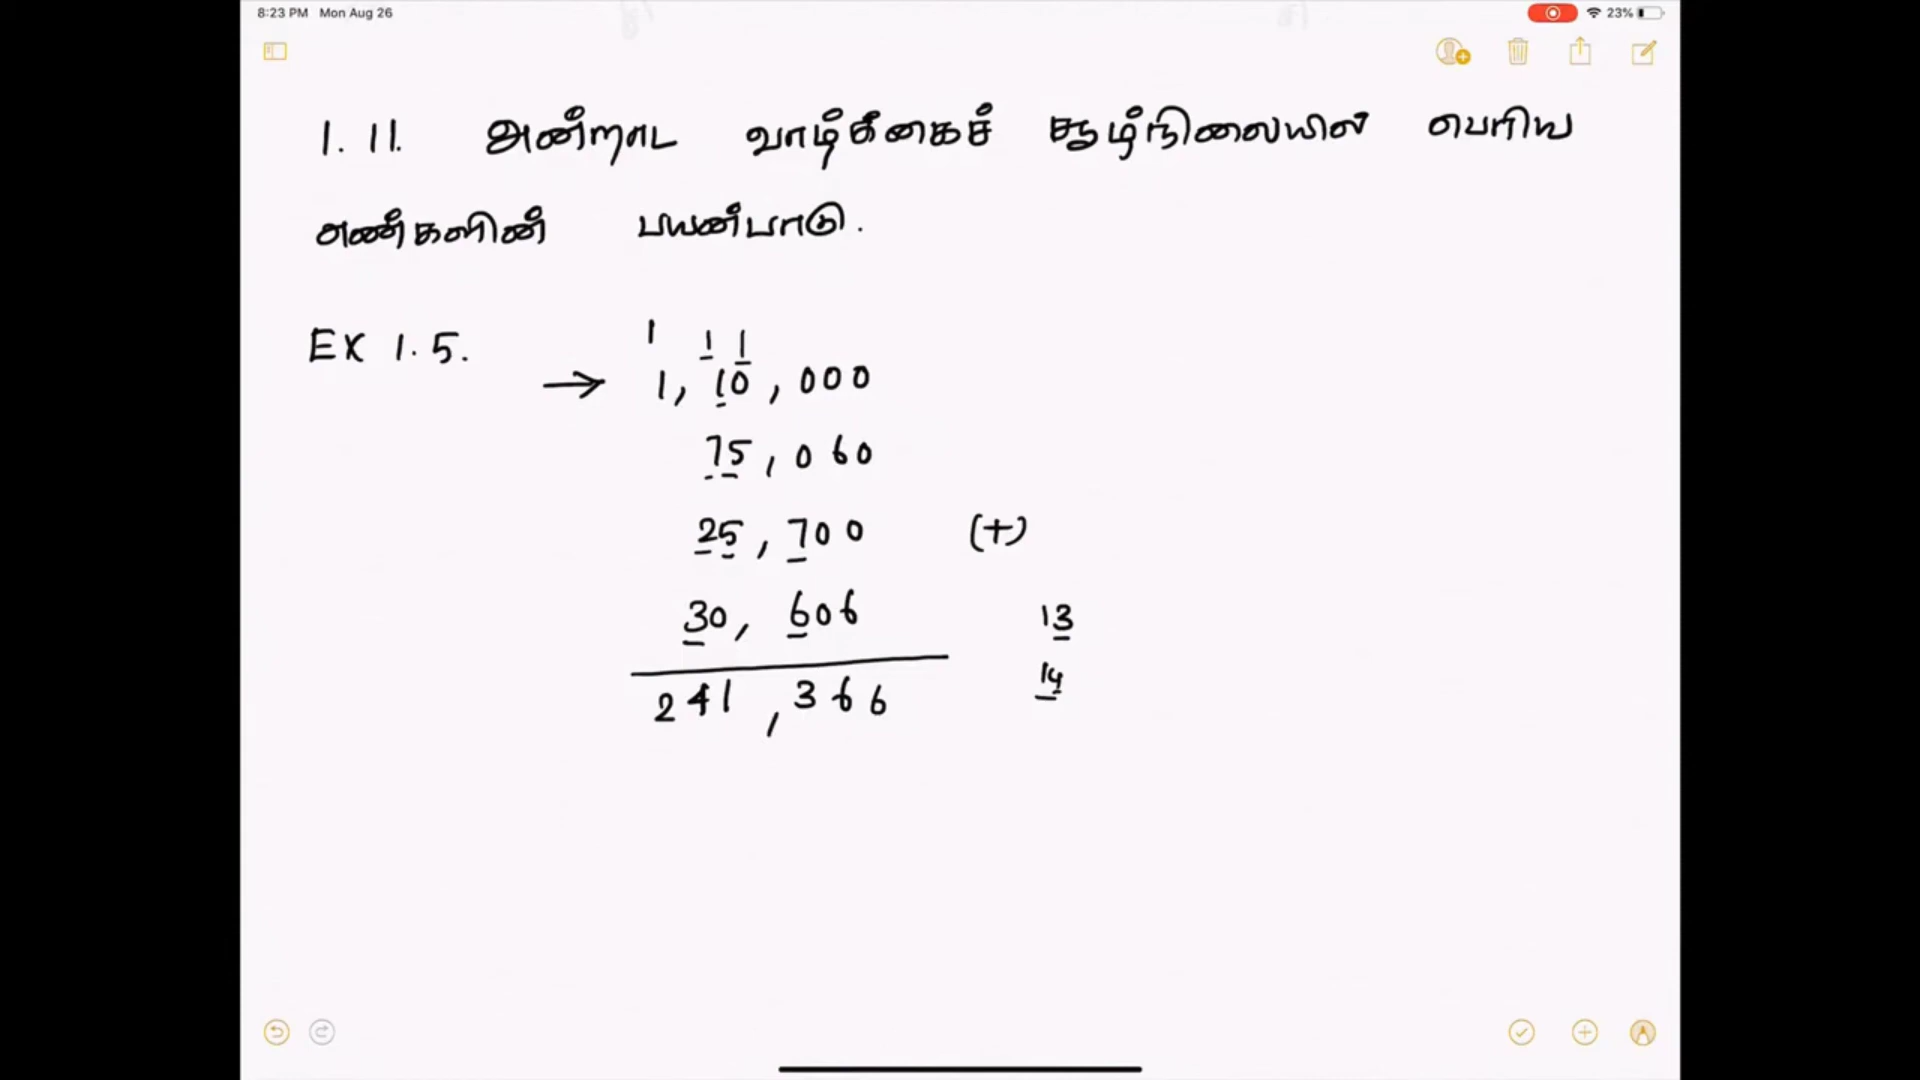 8:23 PM Mon Aug 26
23%
1.11. அன்றாட வாழ்க்கைச் சூழ்நிலையில் பெரிய
எண்களின் பயன்பாடு.
EX 1.5.
1 1 1
→ 1,10,000
75,060
25,700 (+)
30,606 13
14
241,366